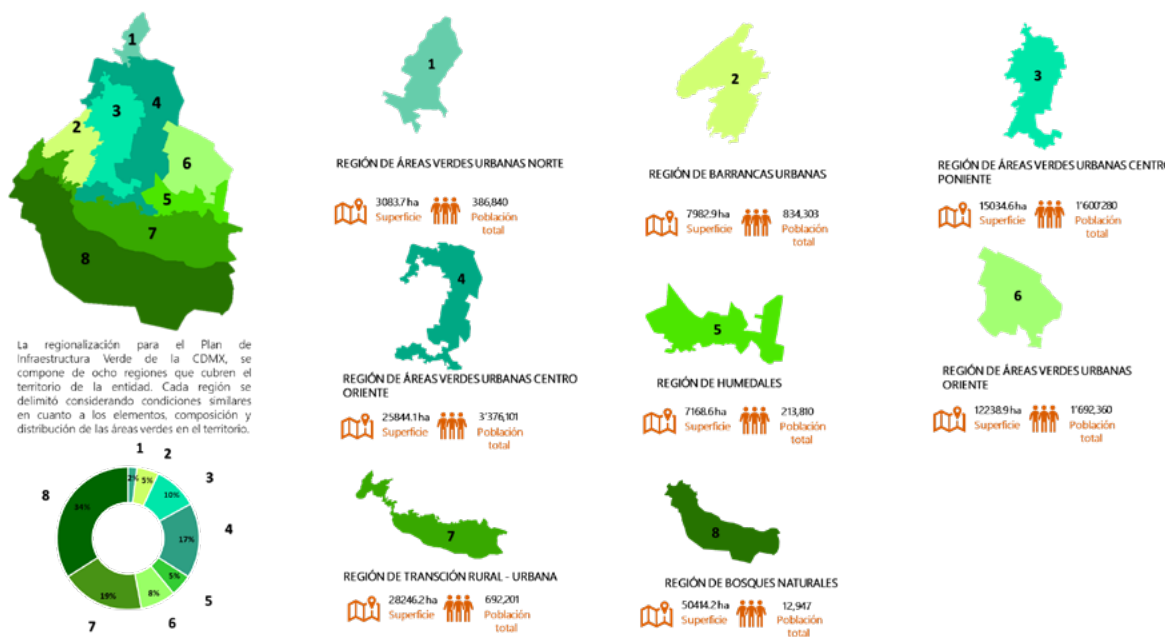 1
2
3
4
5
6
7
8
La regionalización para el Plan de
Infraestructura Verde de la CDMX, se
compone de ocho regiones que cubren el
territorio de la entidad. Cada región se
delimitó considerando condiciones similares
en cuanto a los elementos, composición y
distribución de las áreas verdes en el territorio.
1
2
3
4
5
6
7
8
2%
5%
10%
17%
5%
8%
19%
34%
1
REGIÓN DE ÁREAS VERDES URBANAS NORTE
3083.7 ha
Superficie
386,840
Población
total
2
REGIÓN DE BARRANCAS URBANAS
7982.9 ha
Superficie
834,303
Población
total
3
REGIÓN DE ÁREAS VERDES URBANAS CENTRO
PONIENTE
15034.6 ha
Superficie
1'600'280
Población
total
4
REGIÓN DE ÁREAS VERDES URBANAS CENTRO
ORIENTE
25844.1 ha
Superficie
3'376,101
Población
total
5
REGIÓN DE HUMEDALES
7168.6 ha
Superficie
213,810
Población
total
6
REGIÓN DE ÁREAS VERDES URBANAS
ORIENTE
12238.9 ha
Superficie
1'692,360
Población
total
7
REGIÓN DE TRANSCIÓN RURAL - URBANA
28246.2 ha
Superficie
692,201
Población
total
8
REGIÓN DE BOSQUES NATURALES
50414.2 ha
Superficie
12,947
Población
total